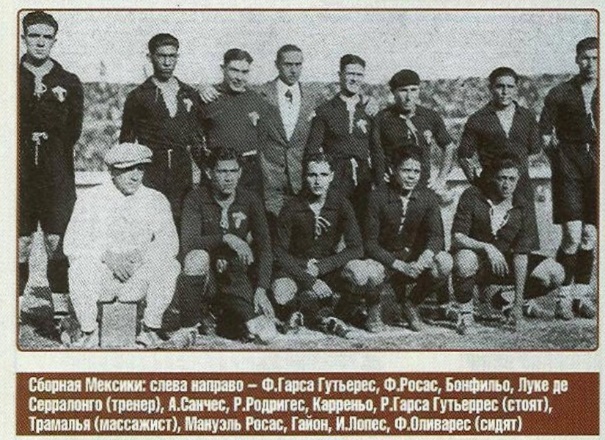 Сборная Мексики: слева направо – Ф.Гарса Гутьерес, Ф.Росас, Бонфильо, Луке де
Серралонго (тренер), А.Санчес, Р.Родригес, Карреньо, Р.Гарса Гутьеррес (стоят),
Трамалья (массажист), Мануэль Росас, Гайон, И.Лопес, Ф.Оливарес (сидят)